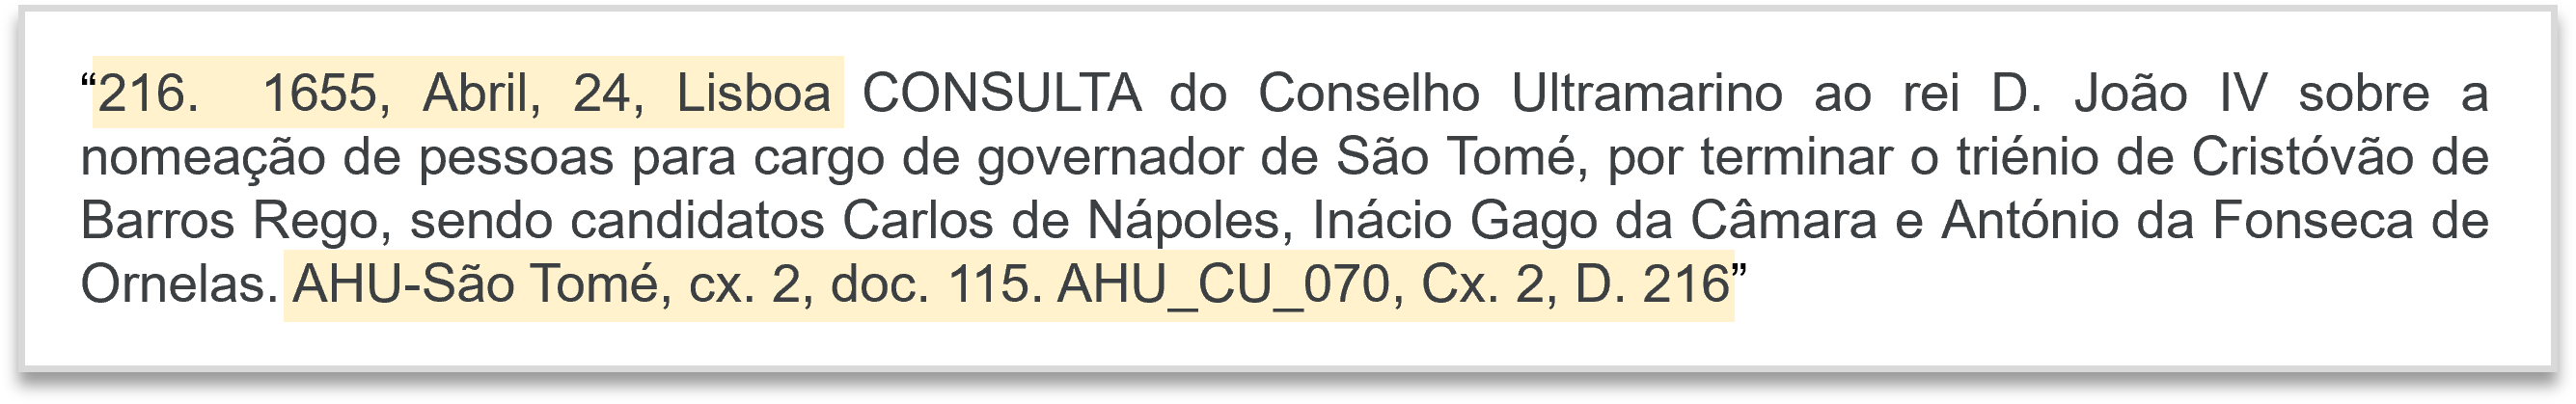 “216. 1655, Abril, 24, Lisboa CONSULTA do Conselho Ultramarino ao rei D. João IV sobre a
nomeação de pessoas para cargo de governador de São Tomé, por terminar o triénio de Cristóvão de
Barros Rego, sendo candidatos Carlos de Nápoles, Inácio Gago da Câmara e António da Fonseca de
Ornelas. AHU-São Tomé, cx. 2, doc. 115. AHU_CU_070, Cx. 2, D. 216”